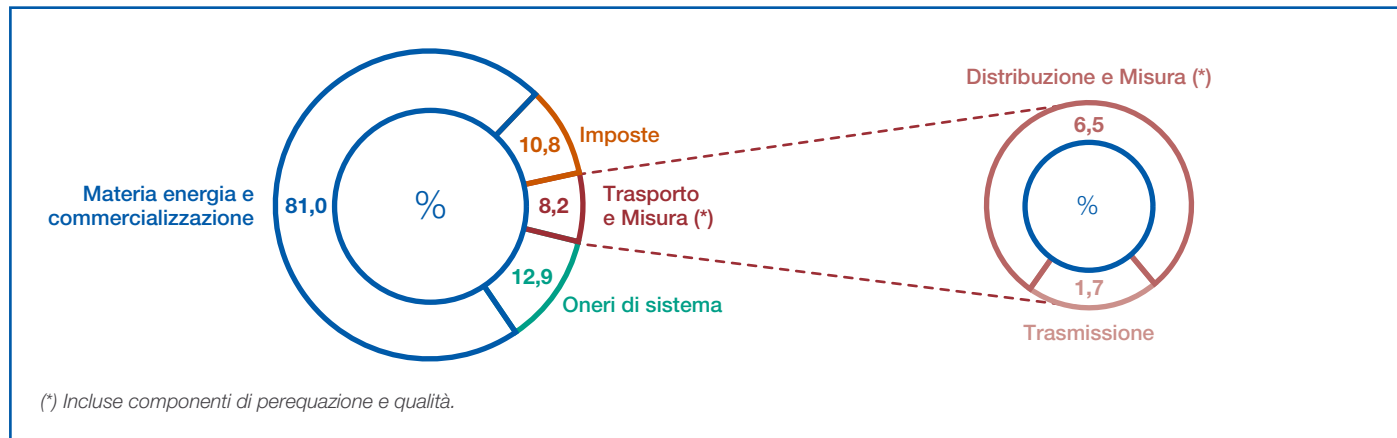 Distribuzione e Misura (*)
6,5
Imposte
10,8
Materia energia e
commercializzazione
81,0
%
8,2
Trasporto
e Misura (*)
%
12,9
Oneri di sistema
1,7
Trasmissione
(*) Incluse componenti di perequazione e qualità.